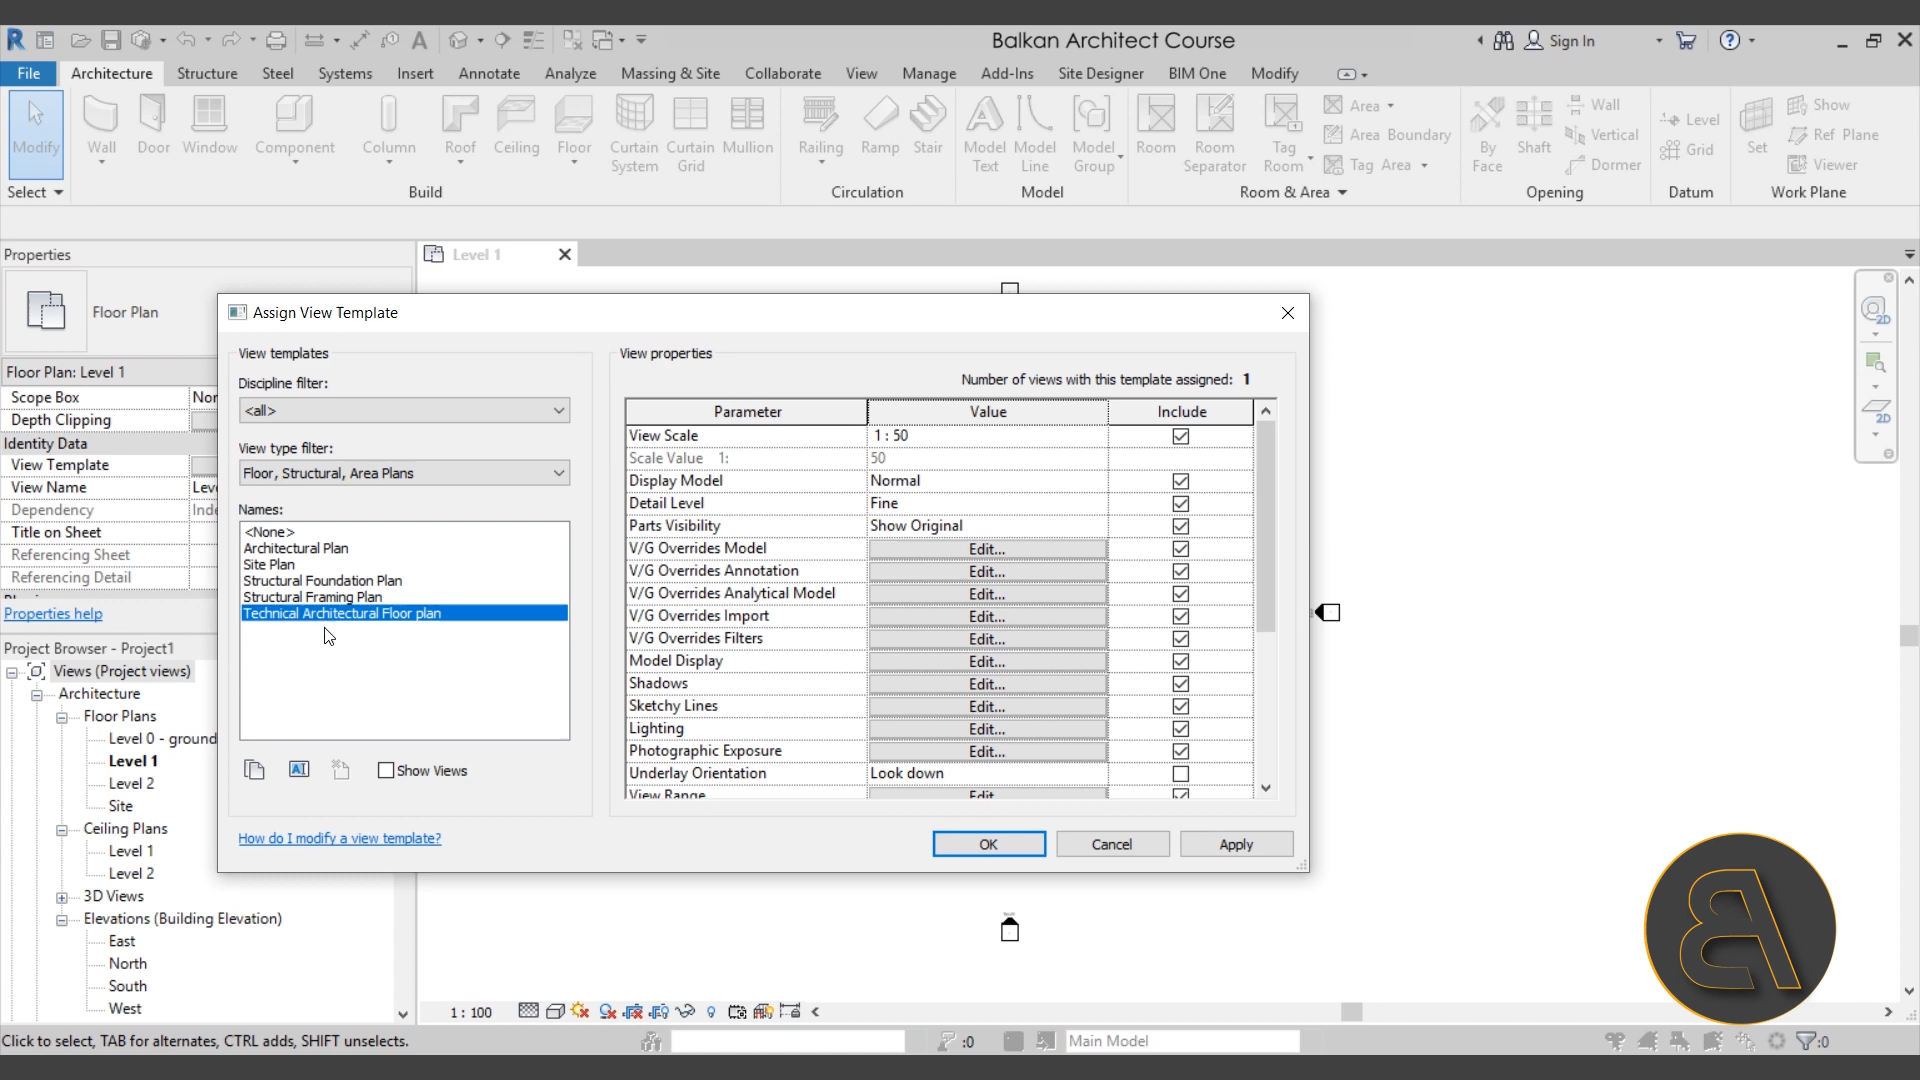 Balkan Architect Course
Sign In
File
Architecture
Structure
Steel
Systems
Insert
Annotate
Analyze
Massing & Site
Collaborate
View
Manage
Add-Ins
Site Designer
BIM One
Modify
Modify
Wall
Door
Window
Component
Column
Roof
Ceiling
Floor
Curtain
System
Curtain
Grid
Mullion
Railing
Ramp
Stair
Model
Text
Model
Line
Model
Group
Room
Room
Separator
Tag
Room
Area
Area Boundary
Tag Area
By
Face
Shaft
Wall
Vertical
Dormer
Level
Grid
Set
Show
Ref Plane
Viewer
Select
Build
Circulation
Model
Room & Area
Opening
Datum
Work Plane
Properties
Level 1
Floor Plan
Floor Plan: Level 1
Scope Box
Depth Clipping
Identity Data
View Template
View Name
Dependency
Title on Sheet
Referencing Sheet
Referencing Detail
Properties help
Project Browser - Project1
Views (Project views)
Architecture
Floor Plans
Level 0 - ground
Level 1
Level 2
Site
Ceiling Plans
Level 1
Level 2
3D Views
Elevations (Building Elevation)
East
North
South
West
Assign View Template
View templates
Discipline filter:
<all>
View type filter:
Floor, Structural, Area Plans
Names:
<None>
Architectural Plan
Site Plan
Structural Foundation Plan
Structural Framing Plan
Technical Architectural Floor plan
Show Views
How do I modify a view template?
View properties
Number of views with this template assigned: 1
Parameter Value Include
View Scale 1 : 50
Scale Value 1: 50
Display Model Normal
Detail Level Fine
Parts Visibility Show Original
V/G Overrides Model Edit...
V/G Overrides Annotation Edit...
V/G Overrides Analytical Model Edit...
V/G Overrides Import Edit...
V/G Overrides Filters Edit...
Model Display Edit...
Shadows Edit...
Sketchy Lines Edit...
Lighting Edit...
Photographic Exposure Edit...
Underlay Orientation Look down
View Range Edit
OK
Cancel
Apply
2D
2D
1 : 100
Click to select, TAB for alternates, CTRL adds, SHIFT unselects.
:0
Main Model
:0